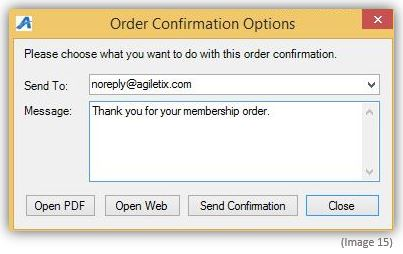 Order Confirmation Options
Please choose what you want to do with this order confirmation.
Send To: noreply@agiletix.com
Message: Thank you for your membership order.
Open PDF Open Web Send Confirmation Close
(Image 15)